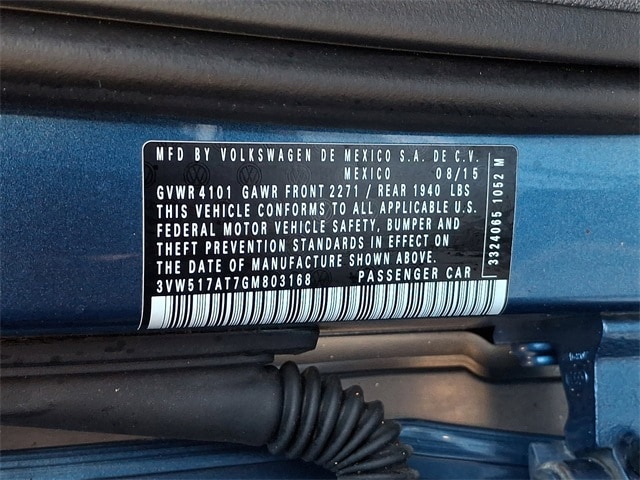 MFD BY VOLKSWAGEN DE MEXICO S.A. DE C.V.
MEXICO 08/15
GVWR 4101 GAWR FRONT 2271 / REAR 1940 LBS
THIS VEHICLE CONFORMS TO ALL APPLICABLE U.S.
FEDERAL MOTOR VEHICLE SAFETY, BUMPER AND
THEFT PREVENTION STANDARDS IN EFFECT ON
THE DATE OF MANUFACTURE SHOWN ABOVE.
3VW517AT7GM803168 PASSENGER CAR
3324065 1052 M